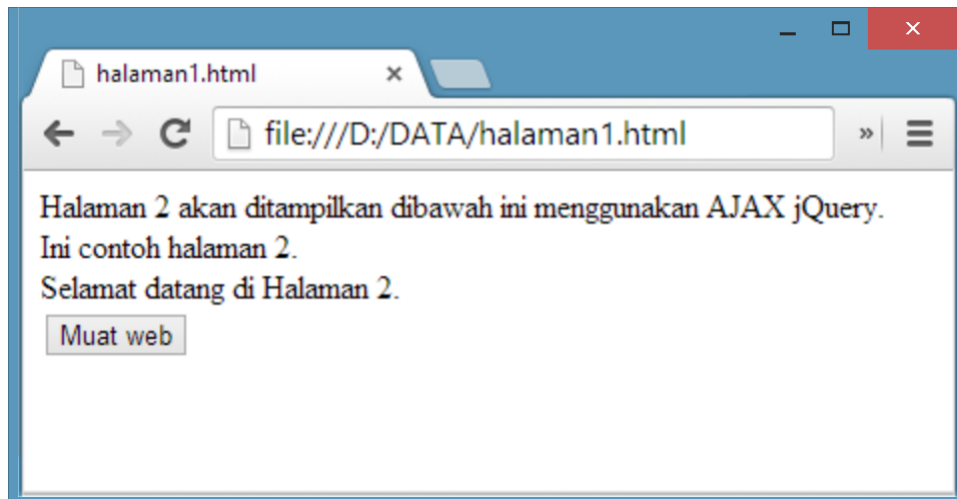 halaman1.html
file:///D:/DATA/halaman1.html
Halaman 2 akan ditampilkan dibawah ini menggunakan AJAX jQuery.
Ini contoh halaman 2.
Selamat datang di Halaman 2.
Muat web